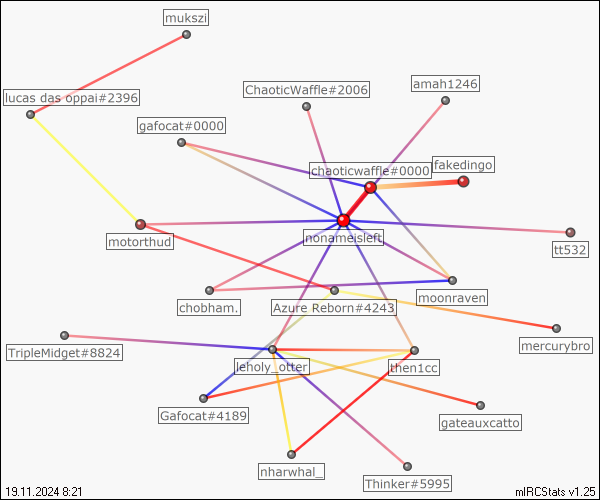 mukszi
lucas das oppai#2396
ChaoticWaffle#2006
amah1246
gafocat#0000
chaoticwaffle#0000
fakedingo
nonameisleft
motorthud
tt532
chobham.
Azure Reborn#4243
moonraven
TripleMidget#8824
mercurybro
leholy_otter
then1cc
Gafocat#4189
gateauxcatto
nharwhal_
Thinker#5995
19.11.2024 8:21
mIRCStats v1.25